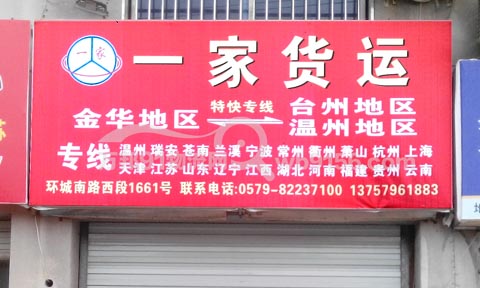 一家
一家货运
金华地区
特快专线
台州地区
温州地区
专线
温州 瑞安 苍南 兰溪 宁波 常州 衢州 萧山 杭州 上海
天津 江苏 山东 辽宁 江西 湖北 河南 福建 贵州 云南
环城南路西段1661号 联系电话:0579-82237100 13757961883